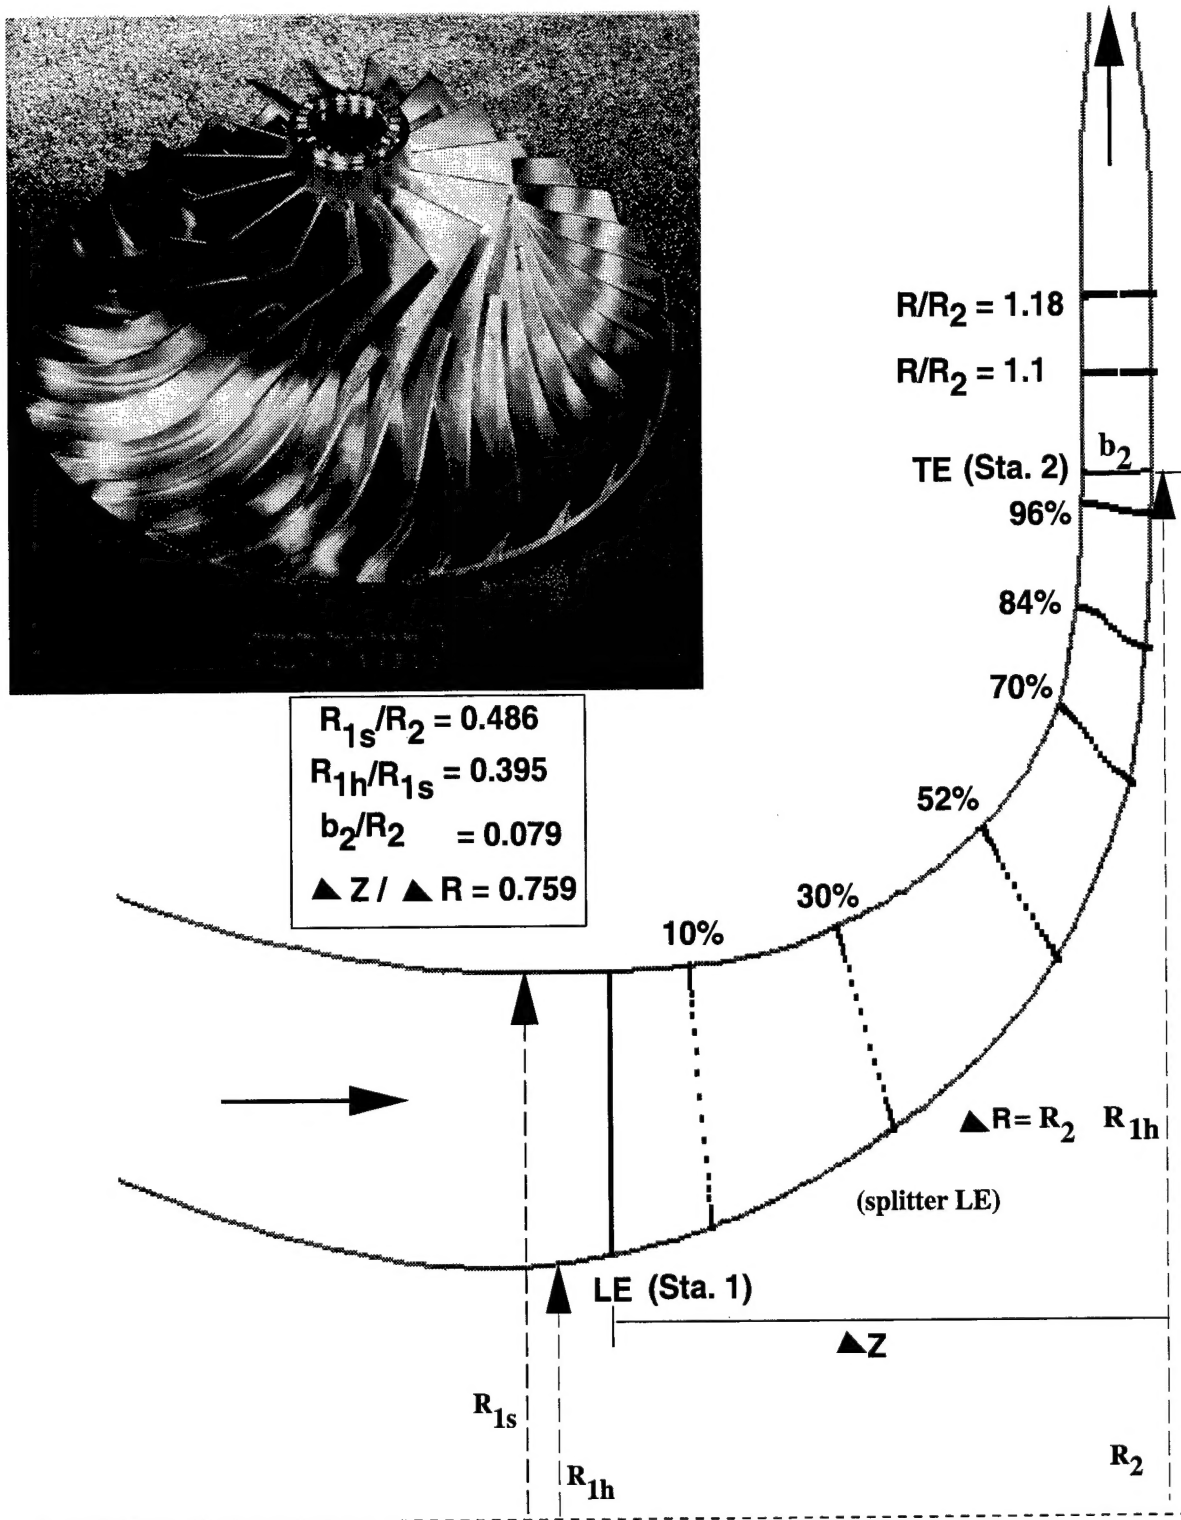 R/R2 = 1.18
R/R2 = 1.1
b2
TE (Sta. 2)
96%
84%
70%
52%
30%
10%
R1s/R2 = 0.486
R1h/R1s = 0.395
b2/R2 = 0.079
▲ Z / ▲ R = 0.759
▲ R = R2 R1h
(splitter LE)
LE (Sta. 1)
▲ Z
R1s
R1h
R2